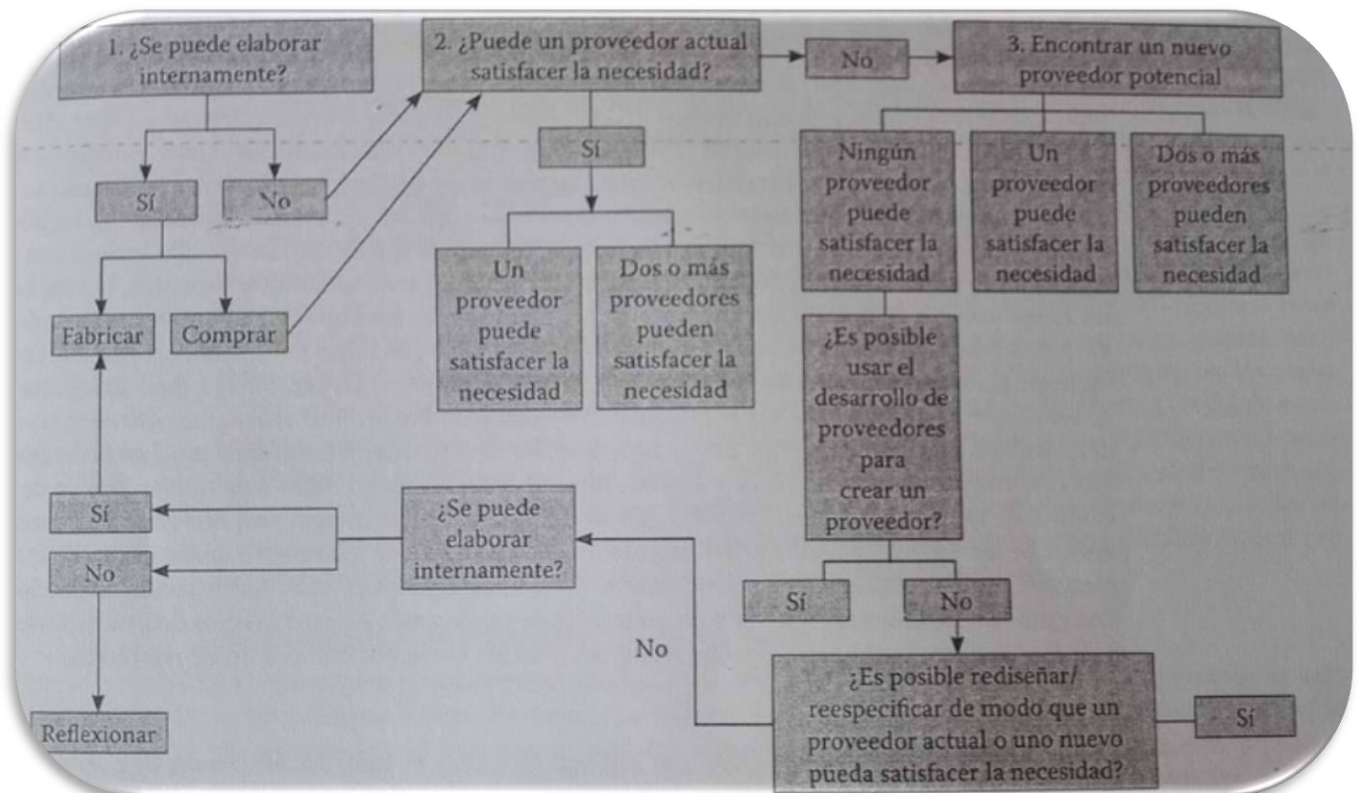 1. ¿Se puede elaborar
internamente?
2. ¿Puede un proveedor actual
satisfacer la necesidad?
No
3. Encontrar un nuevo
proveedor potencial
Sí
No
Sí
Ningún
proveedor
puede
satisfacer la
necesidad
Un
proveedor
puede
satisfacer la
necesidad
Dos o más
proveedores
pueden
satisfacer la
necesidad
Fabricar
Comprar
Un
proveedor
puede
satisfacer la
necesidad
Dos o más
proveedores
pueden
satisfacer la
necesidad
¿Es posible
usar el
desarrollo de
proveedores
para
crear un
proveedor?
Sí
No
¿Se puede
elaborar
internamente?
Sí
No
No
¿Es posible rediseñar/
reespecificar de modo que un
proveedor actual o uno nuevo
pueda satisfacer la necesidad?
Sí
Reflexionar